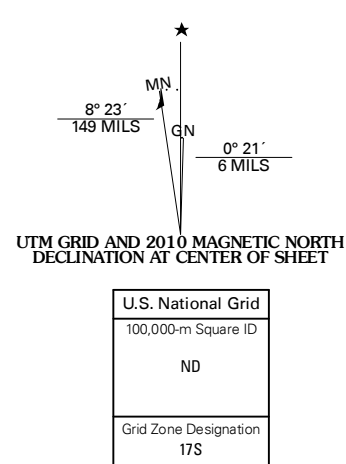 ★
MN
8° 23´
149 MILS
GN
0° 21´
6 MILS
UTM GRID AND 2010 MAGNETIC NORTH
DECLINATION AT CENTER OF SHEET
U.S. National Grid
100,000-m Square ID
ND
Grid Zone Designation
17S